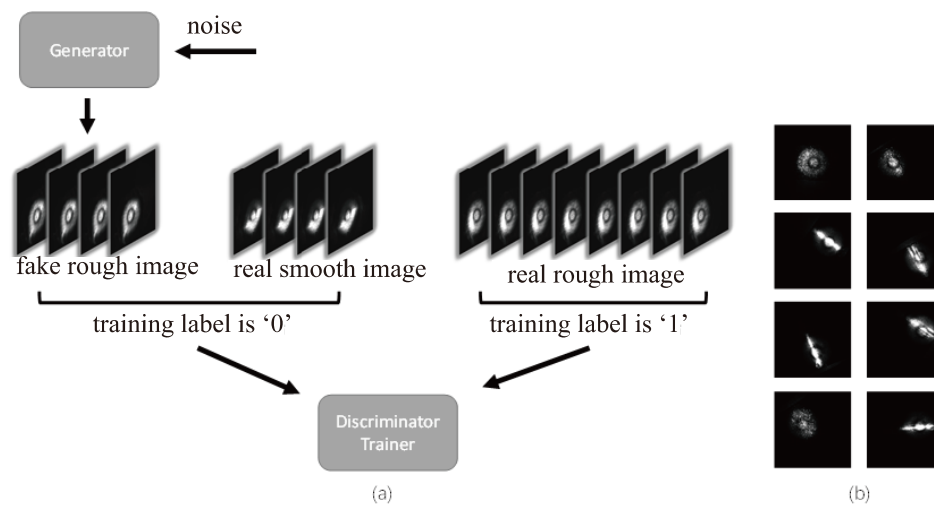 noise
Generator
fake rough image
real smooth image
real rough image
training label is ‘0’
training label is ‘1’
Discriminator
Trainer
(a)
(b)